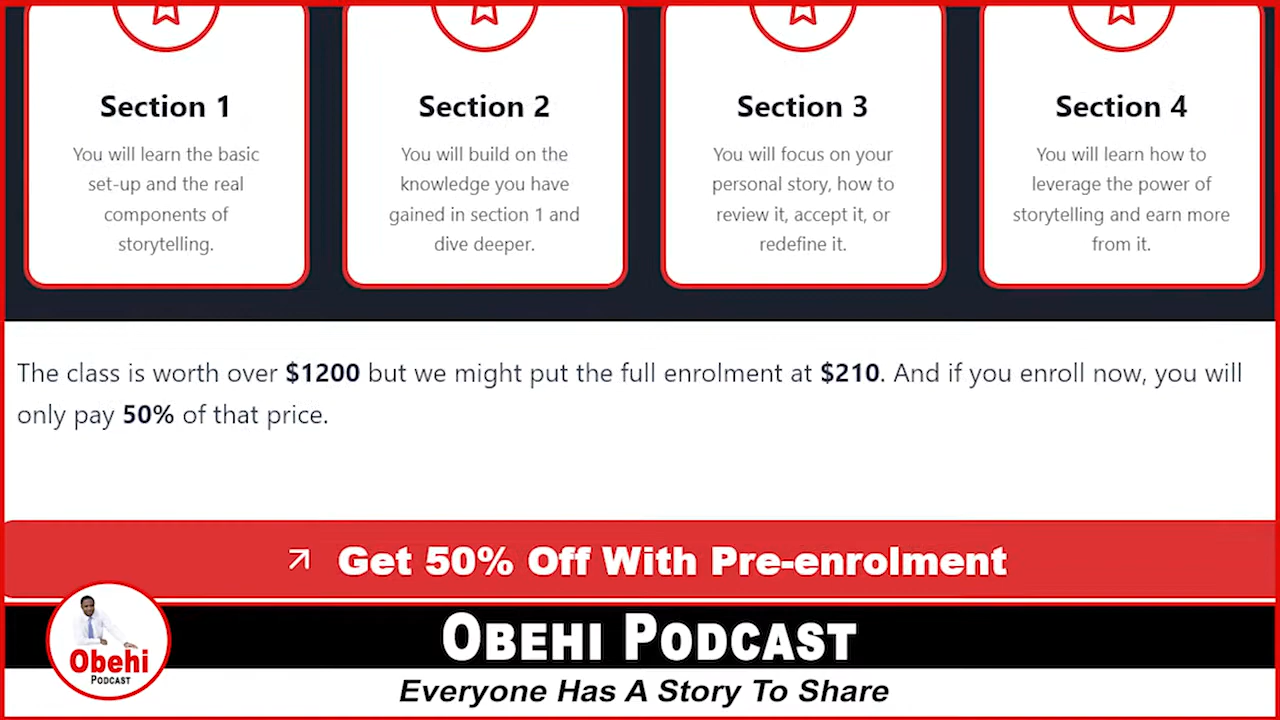 Section 1
You will learn the basic
set-up and the real
components of
storytelling.
Section 2
You will build on the
knowledge you have
gained in section 1 and
dive deeper.
Section 3
You will focus on your
personal story, how to
review it, accept it, or
redefine it.
Section 4
You will learn how to
leverage the power of
storytelling and earn more
from it.
The class is worth over $1200 but we might put the full enrolment at $210. And if you enroll now, you will
only pay 50% of that price.
Get 50% Off With Pre-enrolment
Obehi
Podcast
Obehi Podcast
Everyone Has A Story To Share